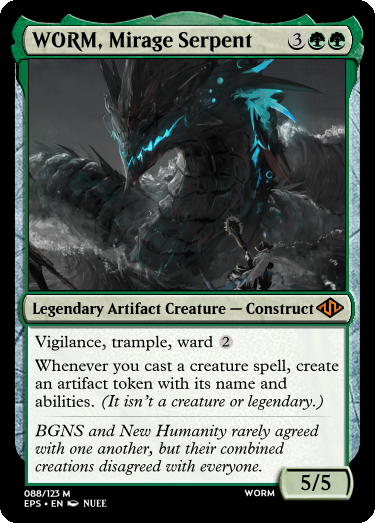 WORM, Mirage Serpent 3
Legendary Artifact Creature — Construct
Vigilance, trample, ward 2
Whenever you cast a creature spell, create
an artifact token with its name and
abilities. (It isn't a creature or legendary.)
BGNS and New Humanity rarely agreed
with one another, but their combined
creations disagreed with everyone.
5/5
088/123 M
EPS • EN NUEE
WORM